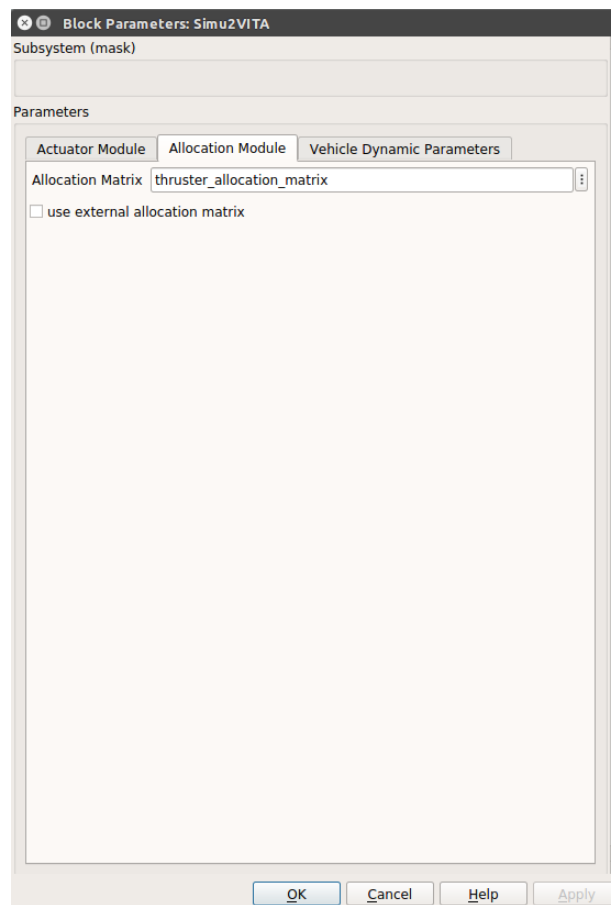 Block Parameters: Simu2VITA
Subsystem (mask)
Parameters
Actuator Module Allocation Module Vehicle Dynamic Parameters
Allocation Matrix thruster_allocation_matrix
use external allocation matrix
OK Cancel Help Apply